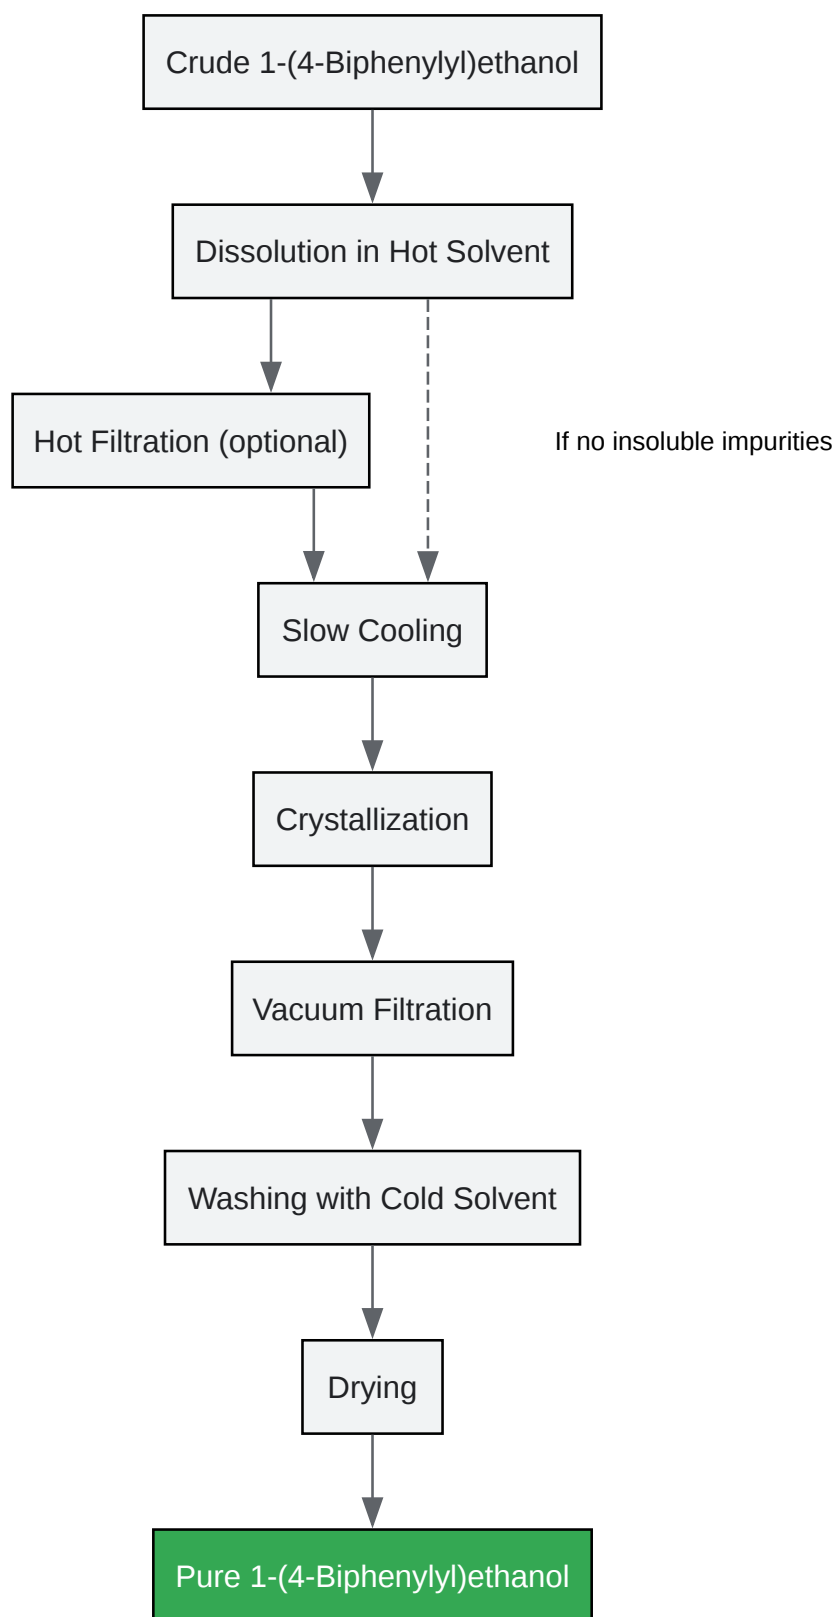 Crude 1-(4-Biphenylyl)ethanol
Dissolution in Hot Solvent
Hot Filtration (optional)
If no insoluble impurities
Slow Cooling
Crystallization
Vacuum Filtration
Washing with Cold Solvent
Drying
Pure 1-(4-Biphenylyl)ethanol